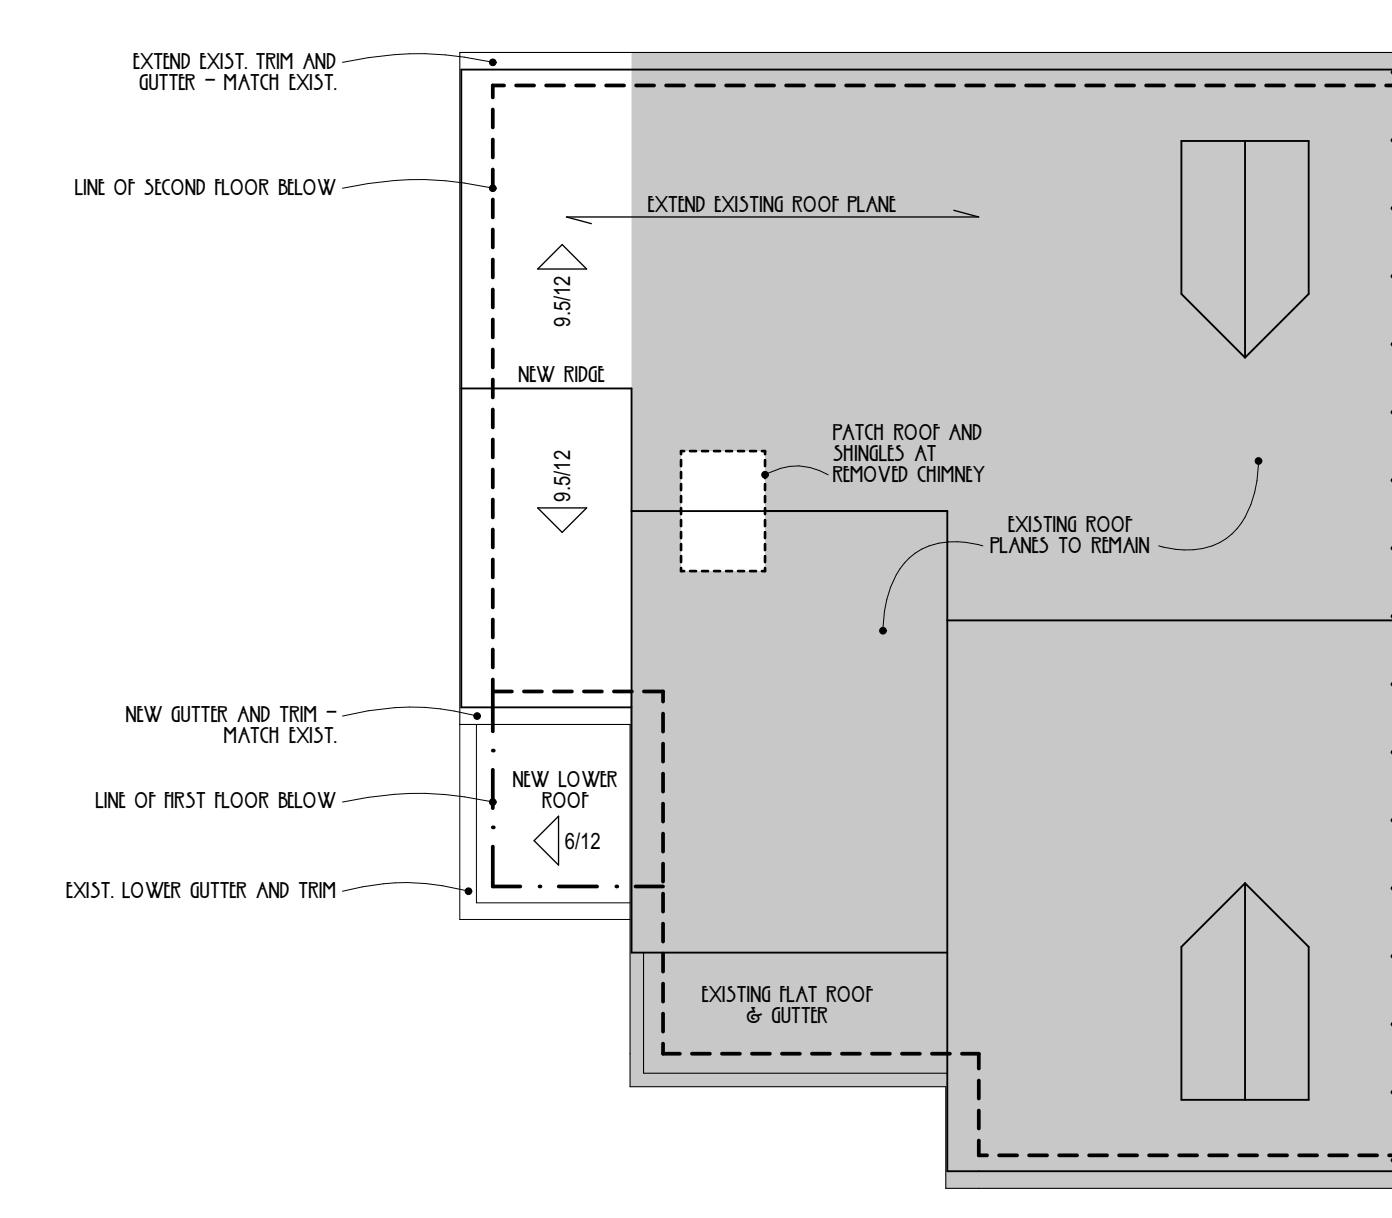 EXTEND EXIST. TRIM AND
GUTTER – MATCH EXIST.
LINE OF SECOND FLOOR BELOW
EXTEND EXISTING ROOF PLANE
9.5/12
NEW RIDGE
9.5/12
PATCH ROOF AND
SHINGLES AT
REMOVED CHIMNEY
EXISTING ROOF
PLANES TO REMAIN
NEW GUTTER AND TRIM –
MATCH EXIST.
NEW LOWER
ROOF
LINE OF FIRST FLOOR BELOW
6/12
EXIST. LOWER GUTTER AND TRIM
EXISTING FLAT ROOF
& GUTTER